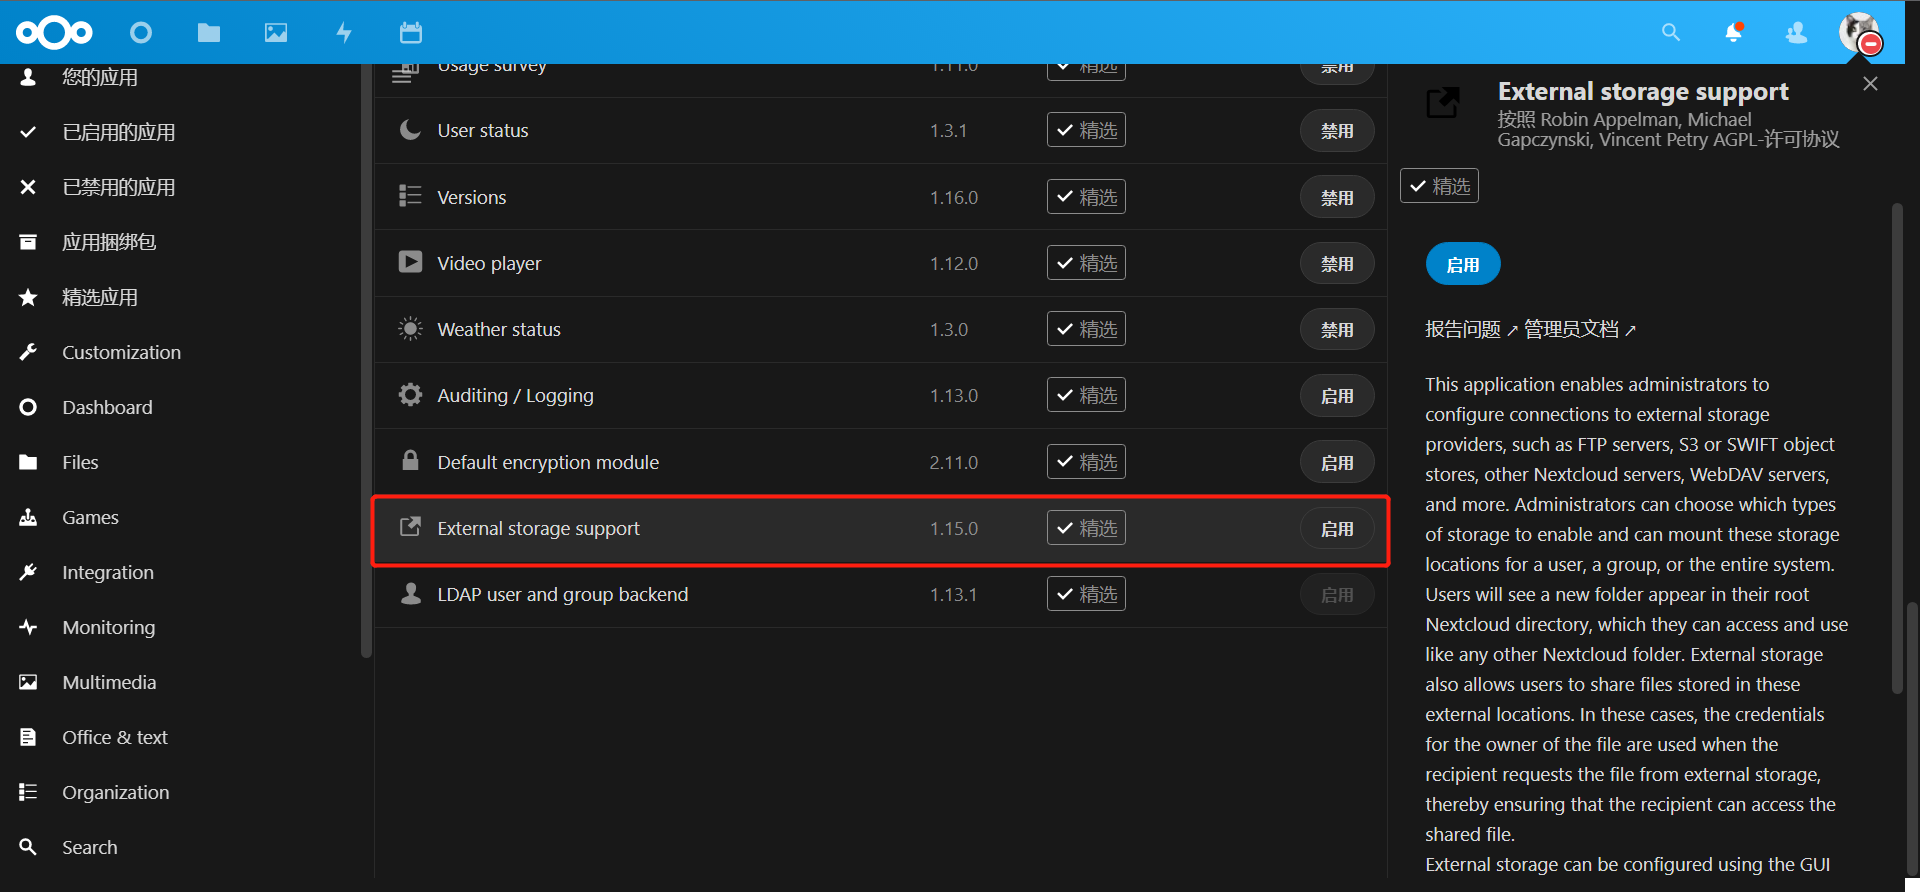 您的应用
已启用的应用
已禁用的应用
应用捆绑包
精选应用
Customization
Dashboard
Files
Games
Integration
Monitoring
Multimedia
Office & text
Organization
Search
Usage survey 1.11.0 精选 禁用
User status 1.3.1 精选 禁用
Versions 1.16.0 精选 禁用
Video player 1.12.0 精选 禁用
Weather status 1.3.0 精选 禁用
Auditing / Logging 1.13.0 精选 启用
Default encryption module 2.11.0 精选 启用
External storage support 1.15.0 精选 启用
LDAP user and group backend 1.13.1 精选 启用
External storage support
按照 Robin Appelman, Michael
Gapczynski, Vincent Petry AGPL-许可协议
精选
启用
报告问题 ↗ 管理员文档 ↗
This application enables administrators to
configure connections to external storage
providers, such as FTP servers, S3 or SWIFT object
stores, other Nextcloud servers, WebDAV servers,
and more. Administrators can choose which types
of storage to enable and can mount these storage
locations for a user, a group, or the entire system.
Users will see a new folder appear in their root
Nextcloud directory, which they can access and use
like any other Nextcloud folder. External storage
also allows users to share files stored in these
external locations. In these cases, the credentials
for the owner of the file are used when the
recipient requests the file from external storage,
thereby ensuring that the recipient can access the
shared file.
External storage can be configured using the GUI